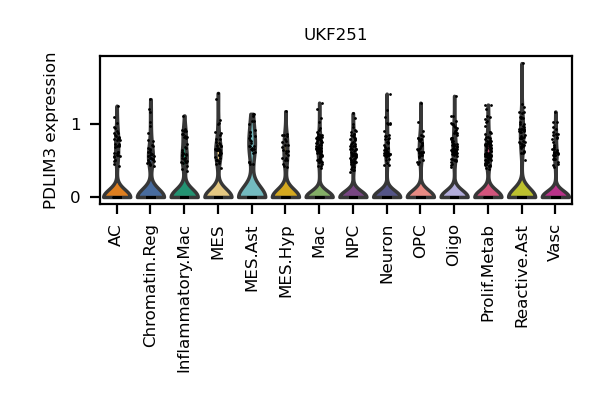 UKF251
PDLIM3 expression
1
0
AC
Chromatin.Reg
Inflammatory.Mac
MES
MES.Ast
MES.Hyp
Mac
NPC
Neuron
OPC
Oligo
Prolif.Metab
Reactive.Ast
Vasc